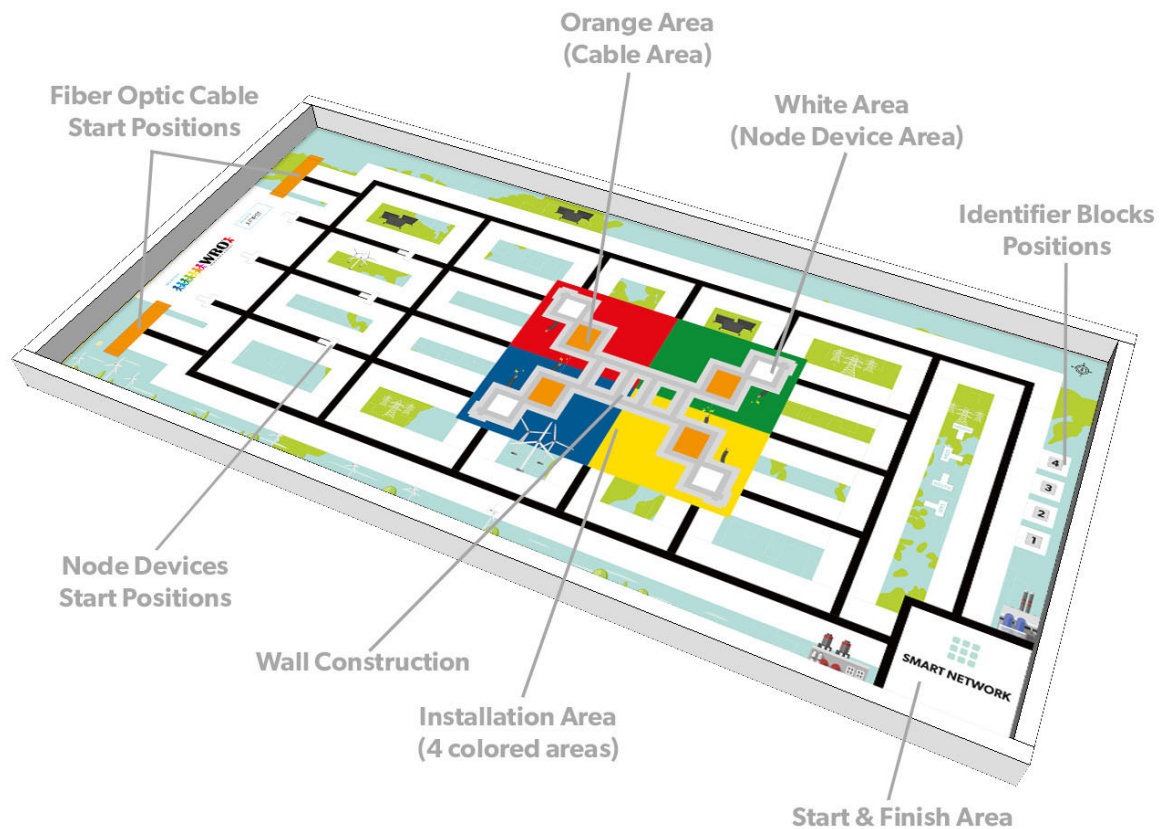 Orange Area
(Cable Area)
Fiber Optic Cable
Start Positions
White Area
(Node Device Area)
Identifier Blocks
Positions
WRO
4
3
2
1
Node Devices
Start Positions
Wall Construction
SMART NETWORK
Installation Area
(4 colored areas)
Start & Finish Area